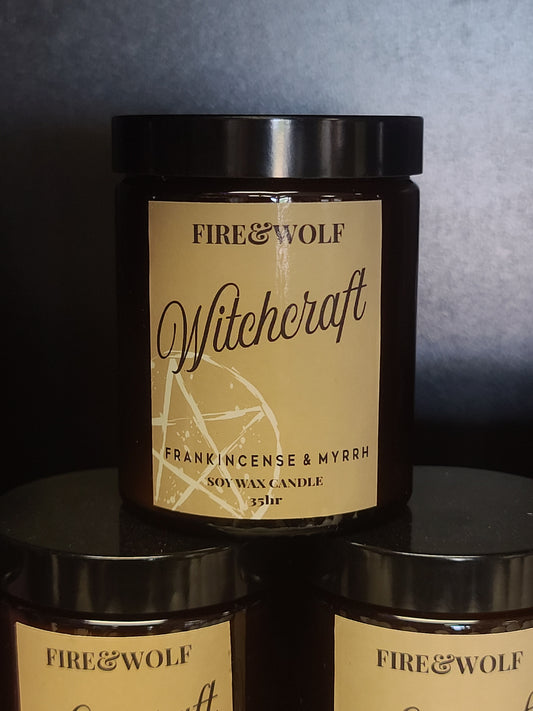 FIRE&WOLF
Witchcraft
FRANKINCENSE & MYRRH
SOY WAX CANDLE
35hr
FIRE&WOLF
FIRE&WOLF